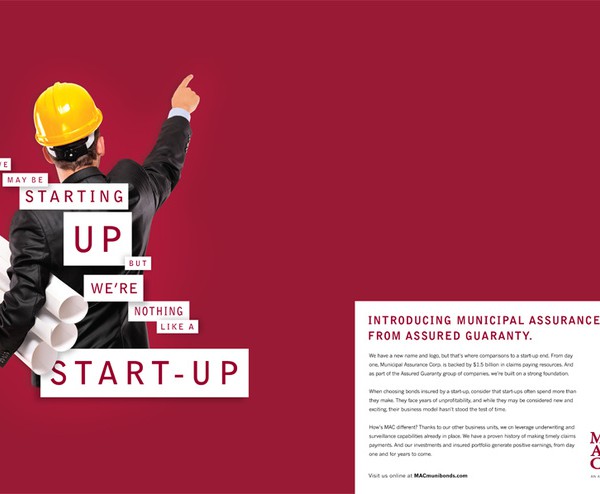 MAY BE
STARTING
UP
BUT
WE'RE
NOTHING
LIKE A
START-UP
INTRODUCING MUNICIPAL ASSURANCE
FROM ASSURED GUARANTY.
We have a new name and logo, but that's where comparisons to a start-up end. From day
one, Municipal Assurance Corp. is backed by $1.5 billion in claims paying resources. And
as part of the Assured Guaranty group of companies, we're built on a strong foundation.
When choosing bonds insured by a start-up, consider that start-ups often spend more than
they make. They face years of unprofitability, and while they may be considered new and
exciting, their business model hasn't stood the test of time.
How's MAC different? Thanks to our other business units, we can leverage underwriting and
surveillance capabilities already in place. We have a proven history of making timely claims
payments. And our investments and insured portfolio generate positive earnings, from day
one and for years to come.
Visit us online at MACmunibonds.com
M
A
C